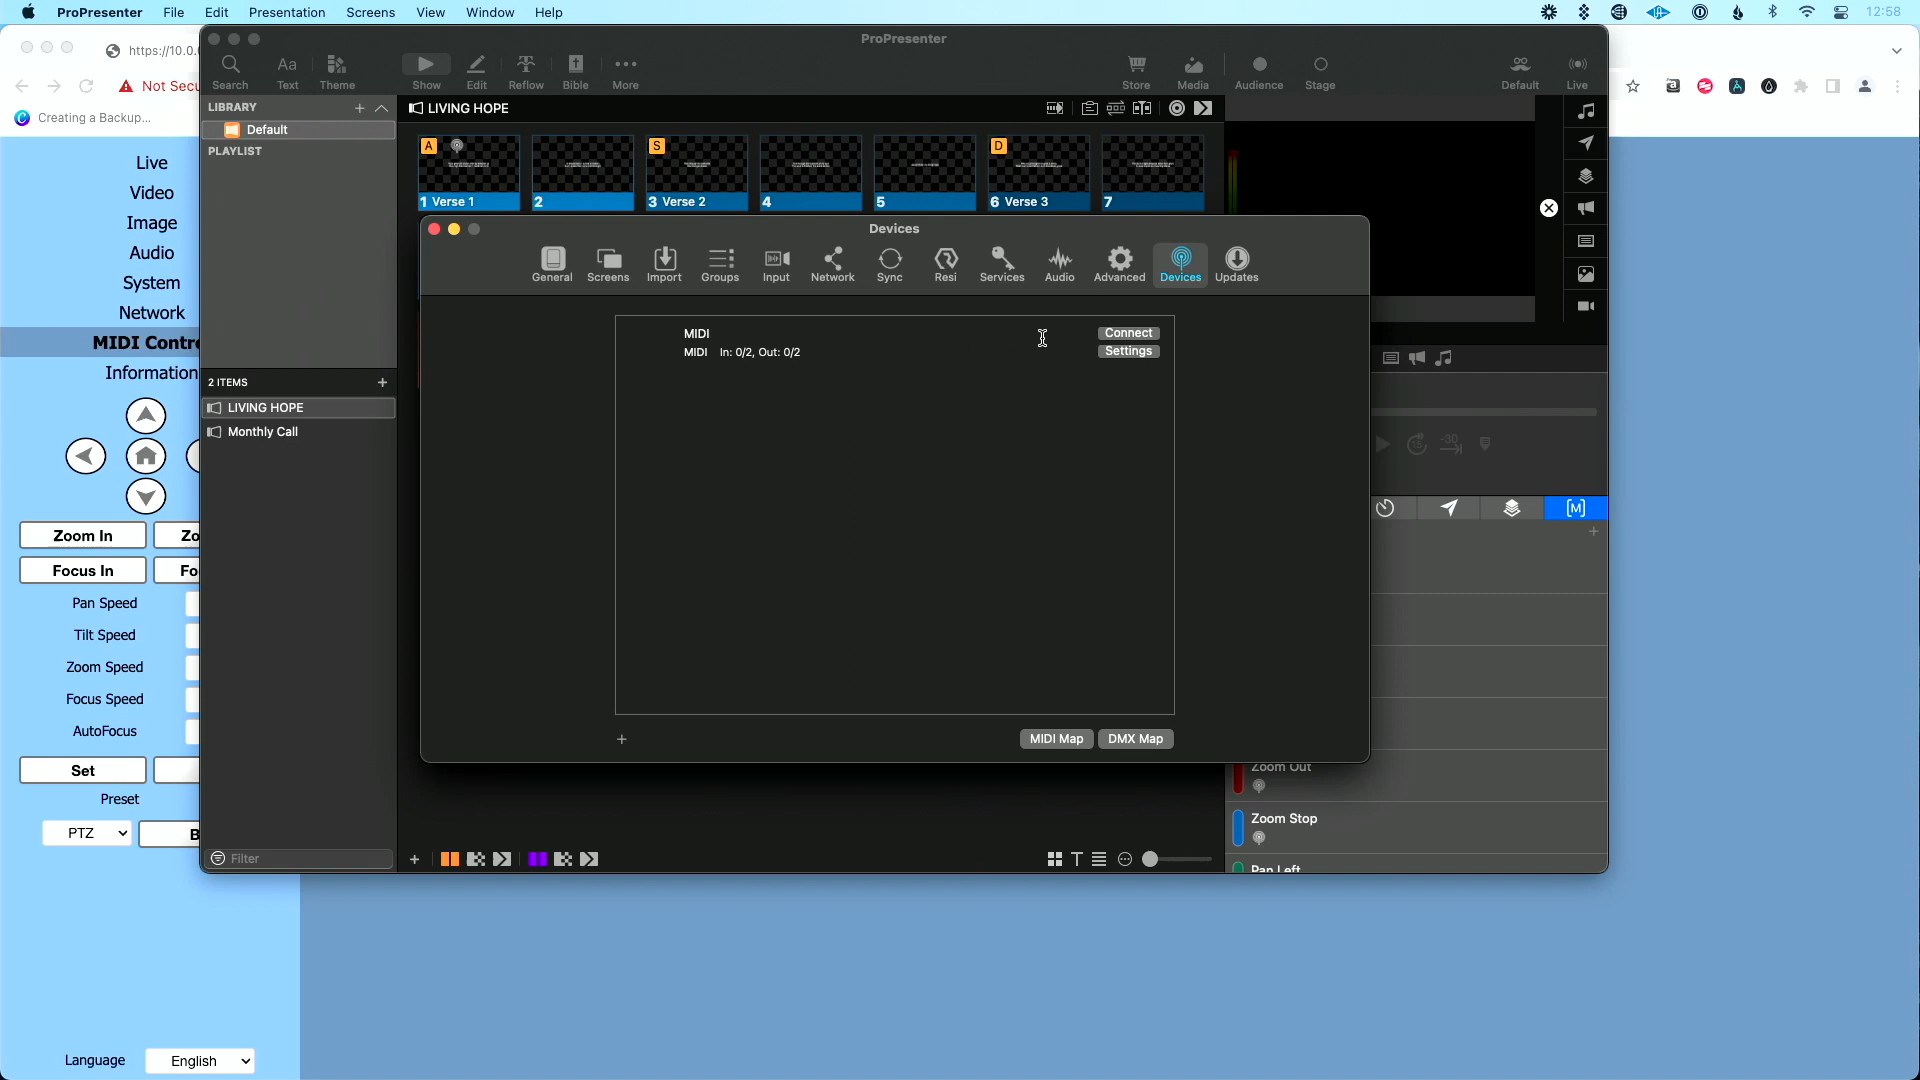 ProPresenter File Edit Presentation Screens View Window Help 12:58
https://10.0.
Not Secu
Creating a Backup...
ProPresenter
Search Text Theme Show Edit Reflow Bible More Store Media Audience Stage Default Live
LIBRARY
Default
PLAYLIST
2 ITEMS
LIVING HOPE
Monthly Call
Filter
LIVING HOPE
A S D
1 Verse 1 2 3 Verse 2 4 5 6 Verse 3 7
Devices
General Screens Import Groups Input Network Sync Resi Services Audio Advanced Devices Updates
MIDI Connect
MIDI In: 0/2, Out: 0/2 Settings
MIDI Map DMX Map
[M]
Zoom Out
Zoom Stop
Pan Left
Live
Video
Image
Audio
System
Network
MIDI Contro
Information
Zoom In Zo
Focus In Fo
Pan Speed
Tilt Speed
Zoom Speed
Focus Speed
AutoFocus
Set
Preset
PTZ B
Language English